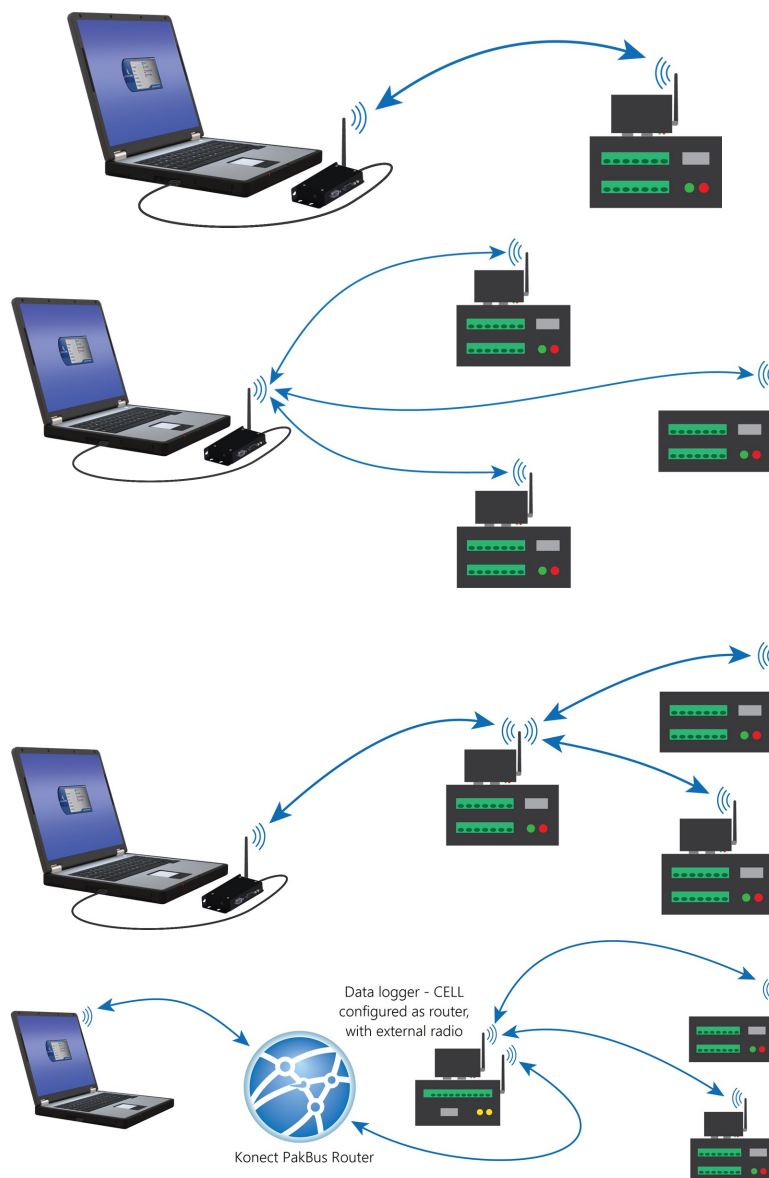 Data logger - CELL
configured as router,
with external radio
Konect PakBus Router